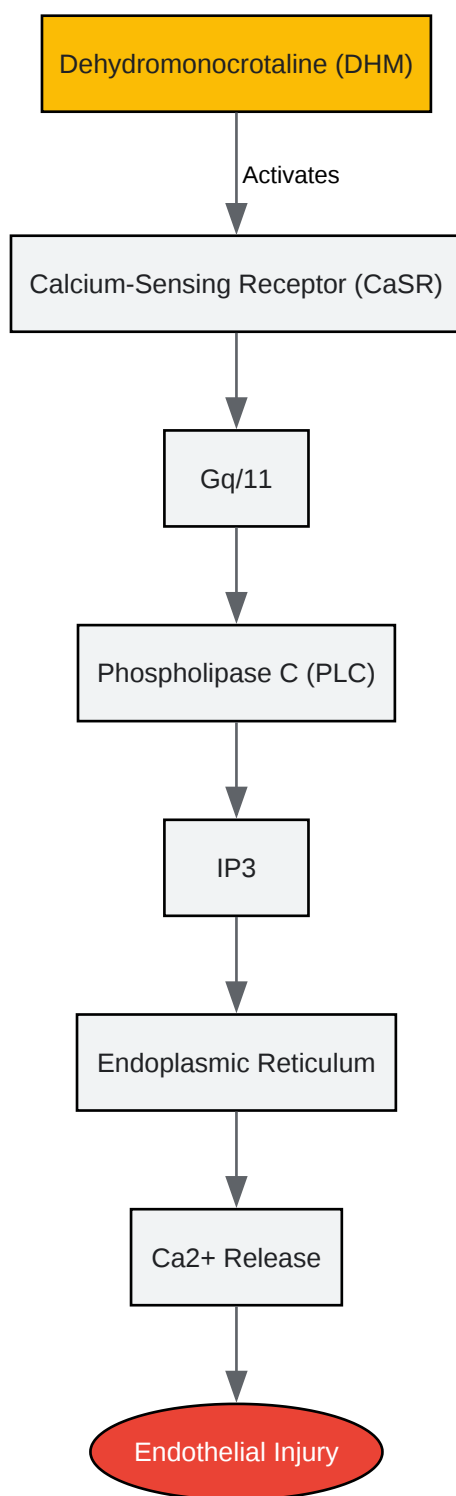 Dehydromonocrotaline (DHM)
Activates
Calcium-Sensing Receptor (CaSR)
Gq/11
Phospholipase C (PLC)
IP3
Endoplasmic Reticulum
Ca2+ Release
Endothelial Injury